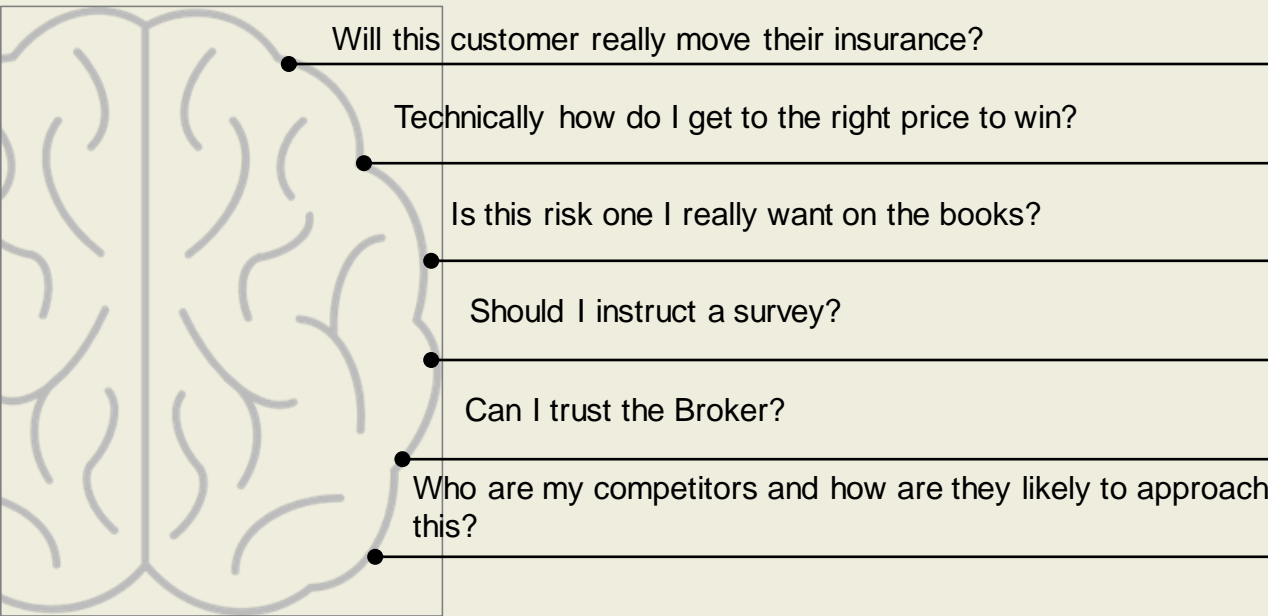 Will this customer really move their insurance?
Technically how do I get to the right price to win?
Is this risk one I really want on the books?
Should I instruct a survey?
Can I trust the Broker?
Who are my competitors and how are they likely to approach
this?